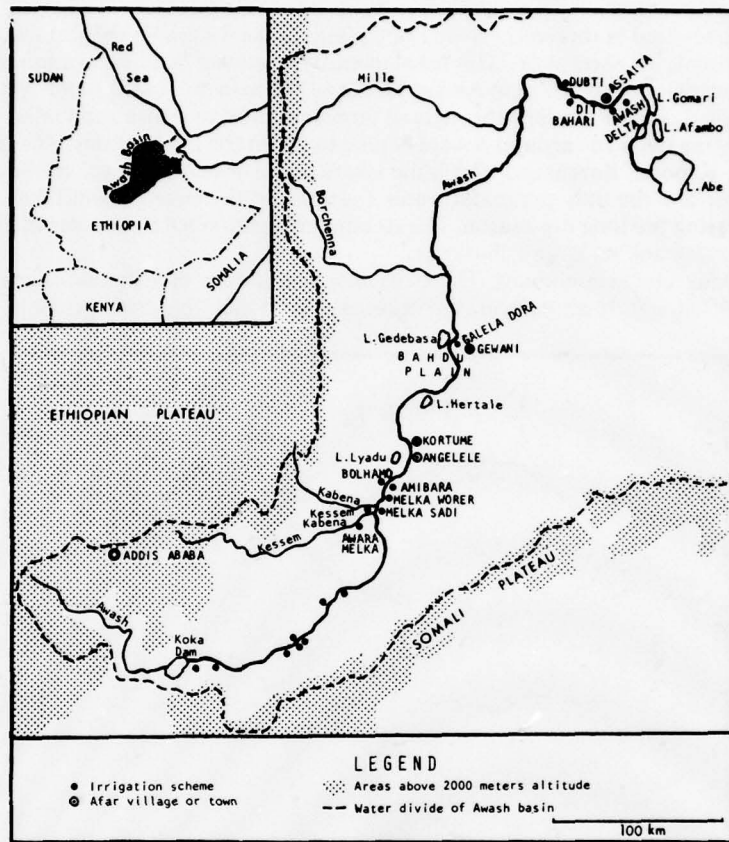 Red
Sea
SUDAN
Awash Basin
ETHIOPIA
SOMALIA
KENYA
Mille
DUBTI
ASSAITA
DIT
BAHARI
AWASH
DELTA
L. Gomari
L. Afambo
L. Abe
Awash
Borchenna
L. Gedebasa
GALELA DORA
GEWANI
BAHDU
PLAIN
L. Hertale
ETHIOPIAN PLATEAU
KORTUME
L. Lyadu
ANGELELE
BOLHAMO
AMIBARA
Kabena
MELKA WORER
Kessem
MELKA SADI
Kabena
AWARA
MELKA
Kessem
ADDIS ABABA
SOMALI PLATEAU
Awash
Koka
Dam
LEGEND
Irrigation scheme
Afar village or town
Areas above 2000 meters altitude
Water divide of Awash basin
100 km